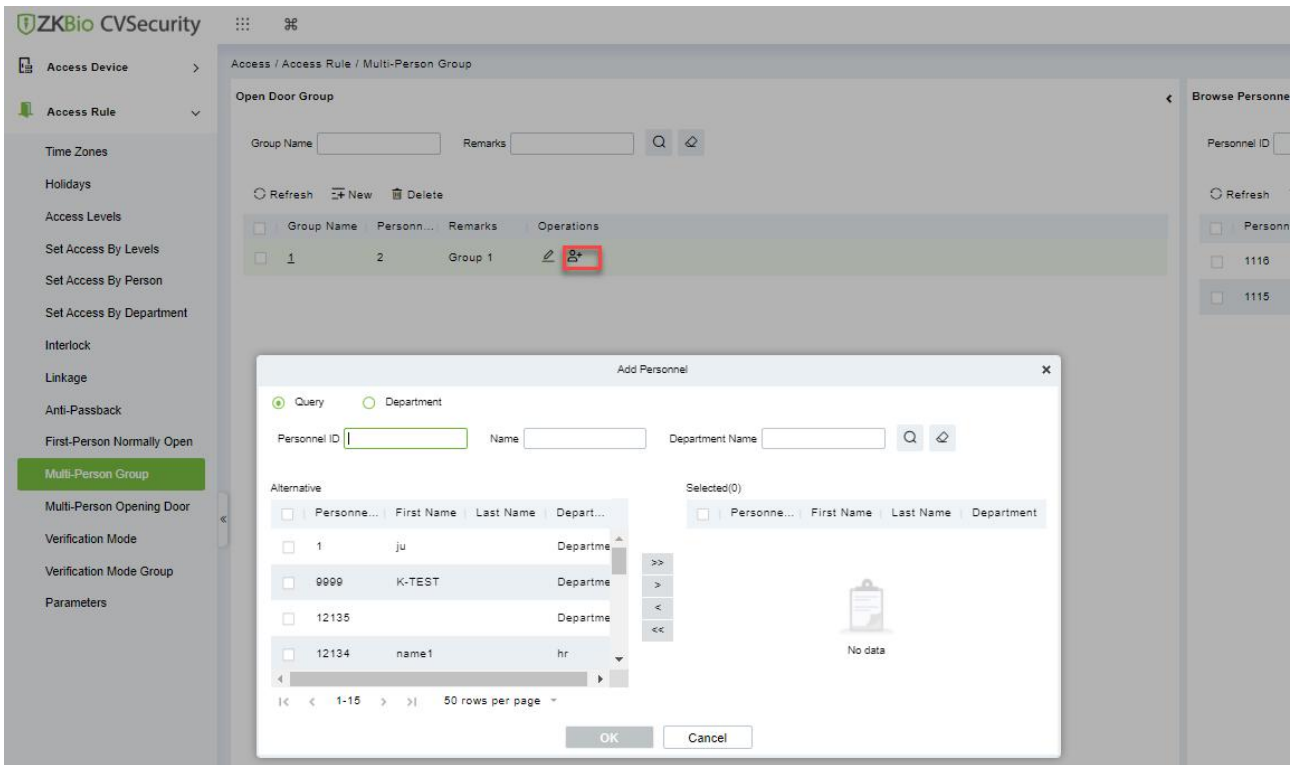 ZKBio CVSecurity
Access Device
Access Rule
Time Zones
Holidays
Access Levels
Set Access By Levels
Set Access By Person
Set Access By Department
Interlock
Linkage
Anti-Passback
First-Person Normally Open
Multi-Person Group
Multi-Person Opening Door
Verification Mode
Verification Mode Group
Parameters
Access / Access Rule / Multi-Person Group
Open Door Group
Group Name Remarks
Refresh New Delete
Group Name Personn... Remarks Operations
1 2 Group 1
Browse Personne
Personnel ID
Refresh
Personn
1116
1115
Add Personnel
Query Department
Personnel ID Name Department Name
Alternative
Personne... First Name Last Name Depart...
1 ju Departme
9999 K-TEST Departme
12135 Departme
12134 name1 hr
1-15 50 rows per page
>>
>
<
<<
Selected(0)
Personne... First Name Last Name Department
No data
OK Cancel